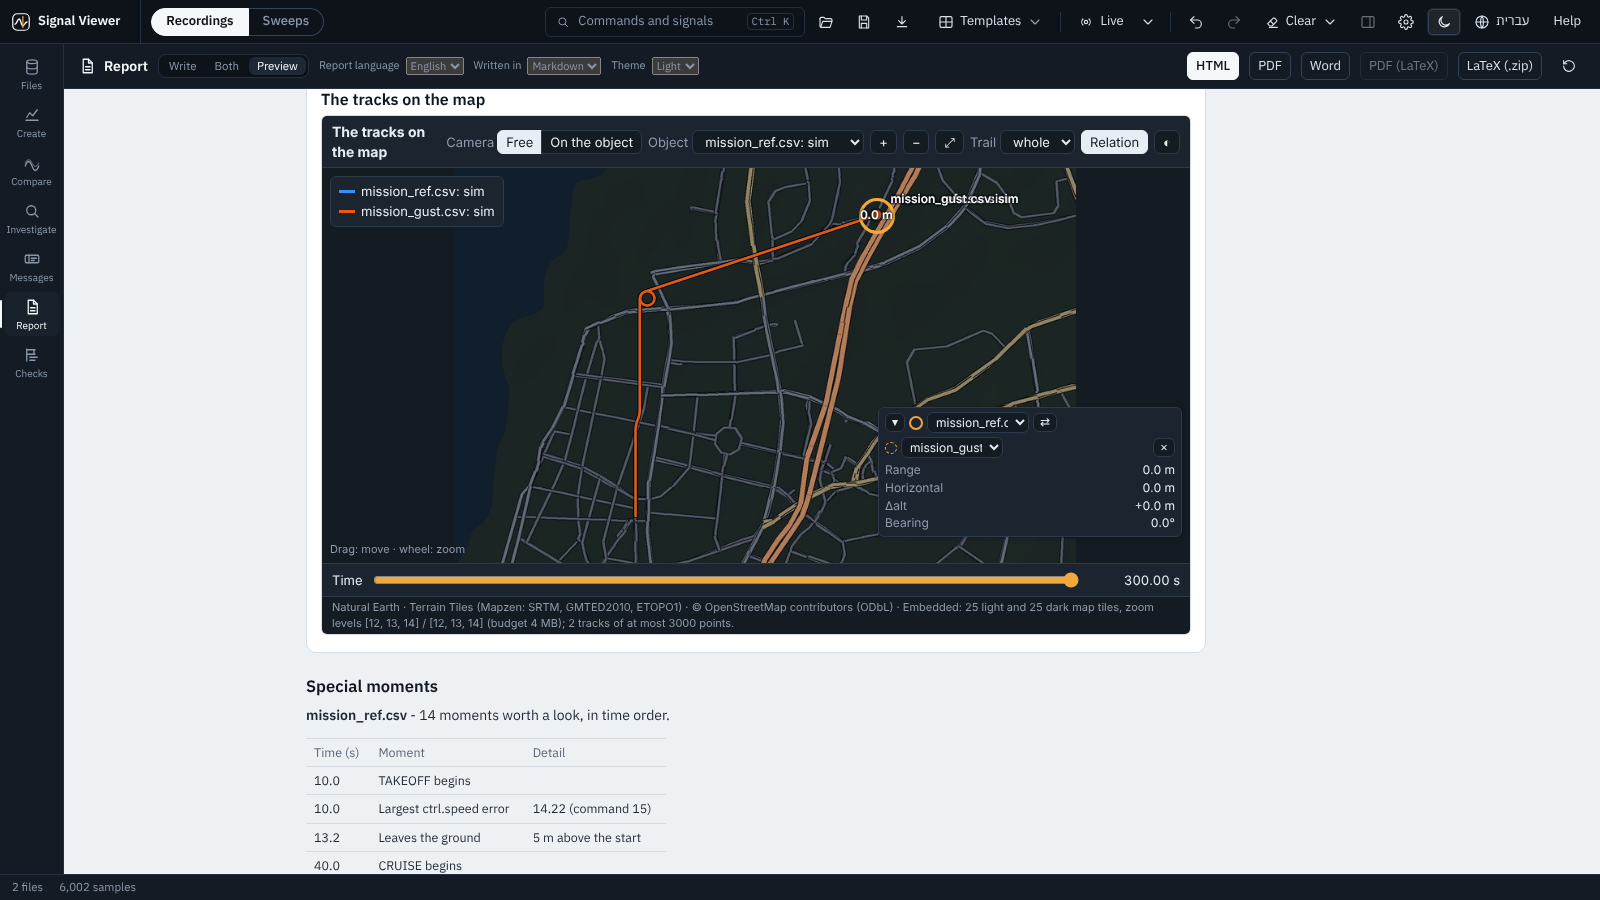 Signal Viewer
Recordings
Sweeps
Commands and signals
Ctrl K
Templates
Live
Clear
עברית
Help
Files
Create
Compare
Investigate
Messages
Report
Checks
Report
Write
Both
Preview
Report language
English
Written in
Markdown
Theme
Light
HTML
PDF
Word
PDF (LaTeX)
LaTeX (.zip)
The tracks on the map
The tracks on
the map
Camera
Free
On the object
Object
mission_ref.csv: sim
+
−
Trail
whole
Relation
mission_ref.csv: sim
mission_gust.csv: sim
mission_gust.csv: sim
0.0 m
mission_ref.c
mission_gust
×
Range 0.0 m
Horizontal 0.0 m
Δalt +0.0 m
Bearing 0.0°
Drag: move · wheel: zoom
Time
300.00 s
Natural Earth · Terrain Tiles (Mapzen: SRTM, GMTED2010, ETOPO1) · © OpenStreetMap contributors (ODbL) · Embedded: 25 light and 25 dark map tiles, zoom
levels [12, 13, 14] / [12, 13, 14] (budget 4 MB); 2 tracks of at most 3000 points.
Special moments
mission_ref.csv - 14 moments worth a look, in time order.
Time (s) Moment Detail
10.0 TAKEOFF begins
10.0 Largest ctrl.speed error 14.22 (command 15)
13.2 Leaves the ground 5 m above the start
40.0 CRUISE begins
2 files
6,002 samples